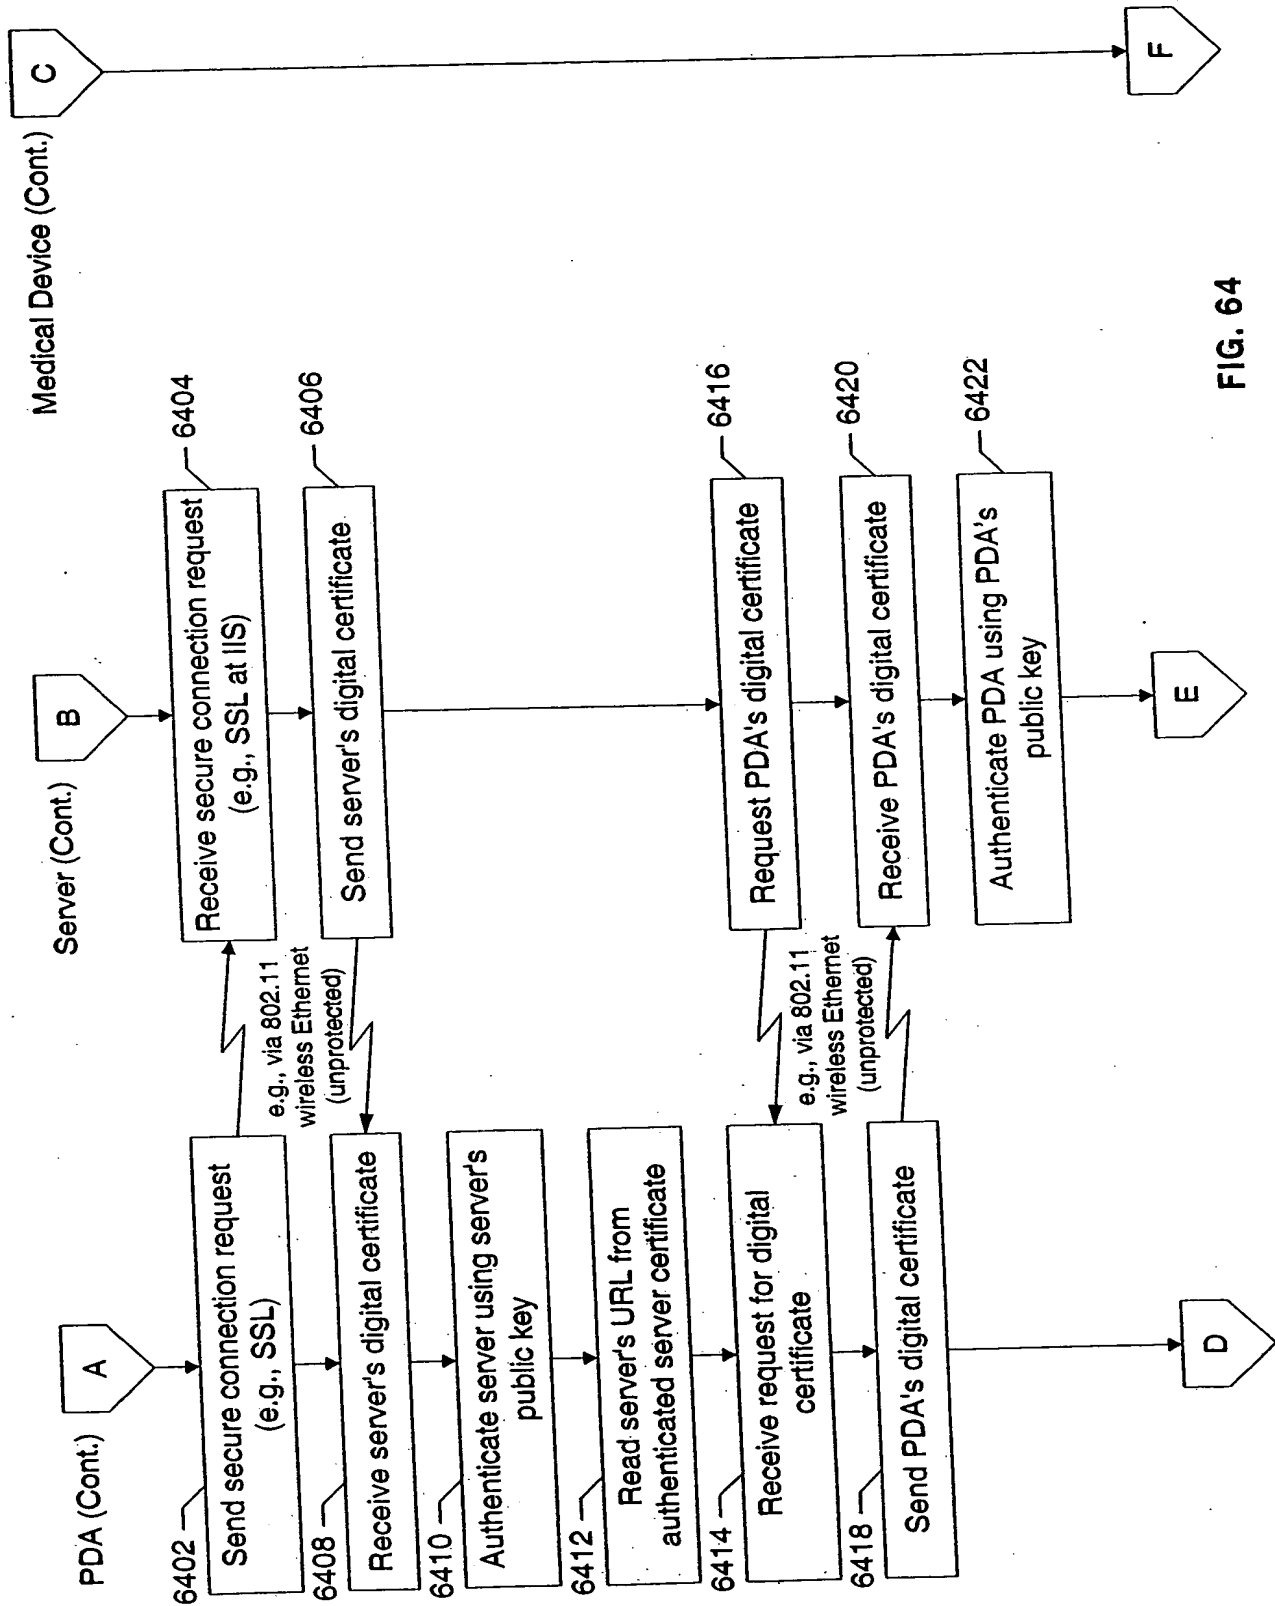 PDA (Cont.)
A
6402
Send secure connection request
(e.g., SSL)
6408
Receive server's digital certificate
6410
Authenticate server using server's
public key
6412
Read server's URL from
authenticated server certificate
6414
Receive request for digital
certificate
6418
Send PDA's digital certificate
D
e.g., via 802.11
wireless Ethernet
(unprotected)
e.g., via 802.11
wireless Ethernet
(unprotected)
Server (Cont.)
B
Receive secure connection request
(e.g., SSL at IIS)
6404
Send server's digital certificate
6406
Request PDA's digital certificate
6416
Receive PDA's digital certificate
6420
Authenticate PDA using PDA's
public key
6422
E
Medical Device (Cont.)
C
F
FIG. 64